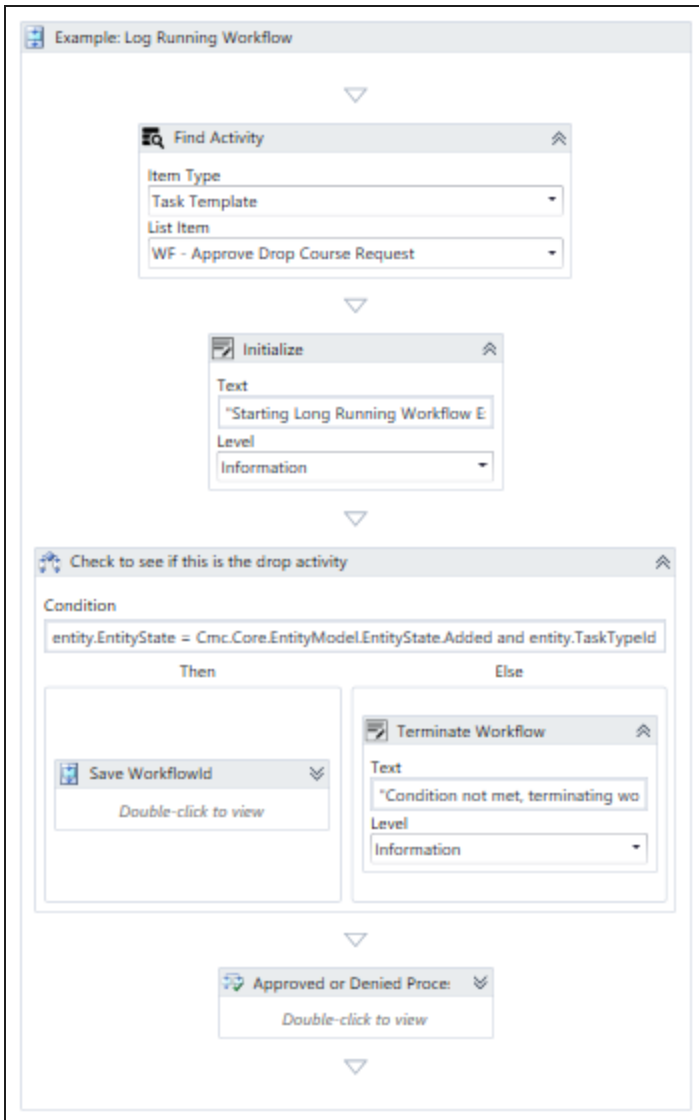 Example: Log Running Workflow
Find Activity
Item Type
Task Template
List Item
WF - Approve Drop Course Request
Initialize
Text
"Starting Long Running Workflow E
Level
Information
Check to see if this is the drop activity
Condition
entity.EntityState = Cmc.Core.EntityModel.EntityState.Added and entity.TaskTypeId
Then
Else
Save WorkflowId
Double-click to view
Terminate Workflow
Text
"Condition not met, terminating wo
Level
Information
Approved or Denied Proce
Double-click to view